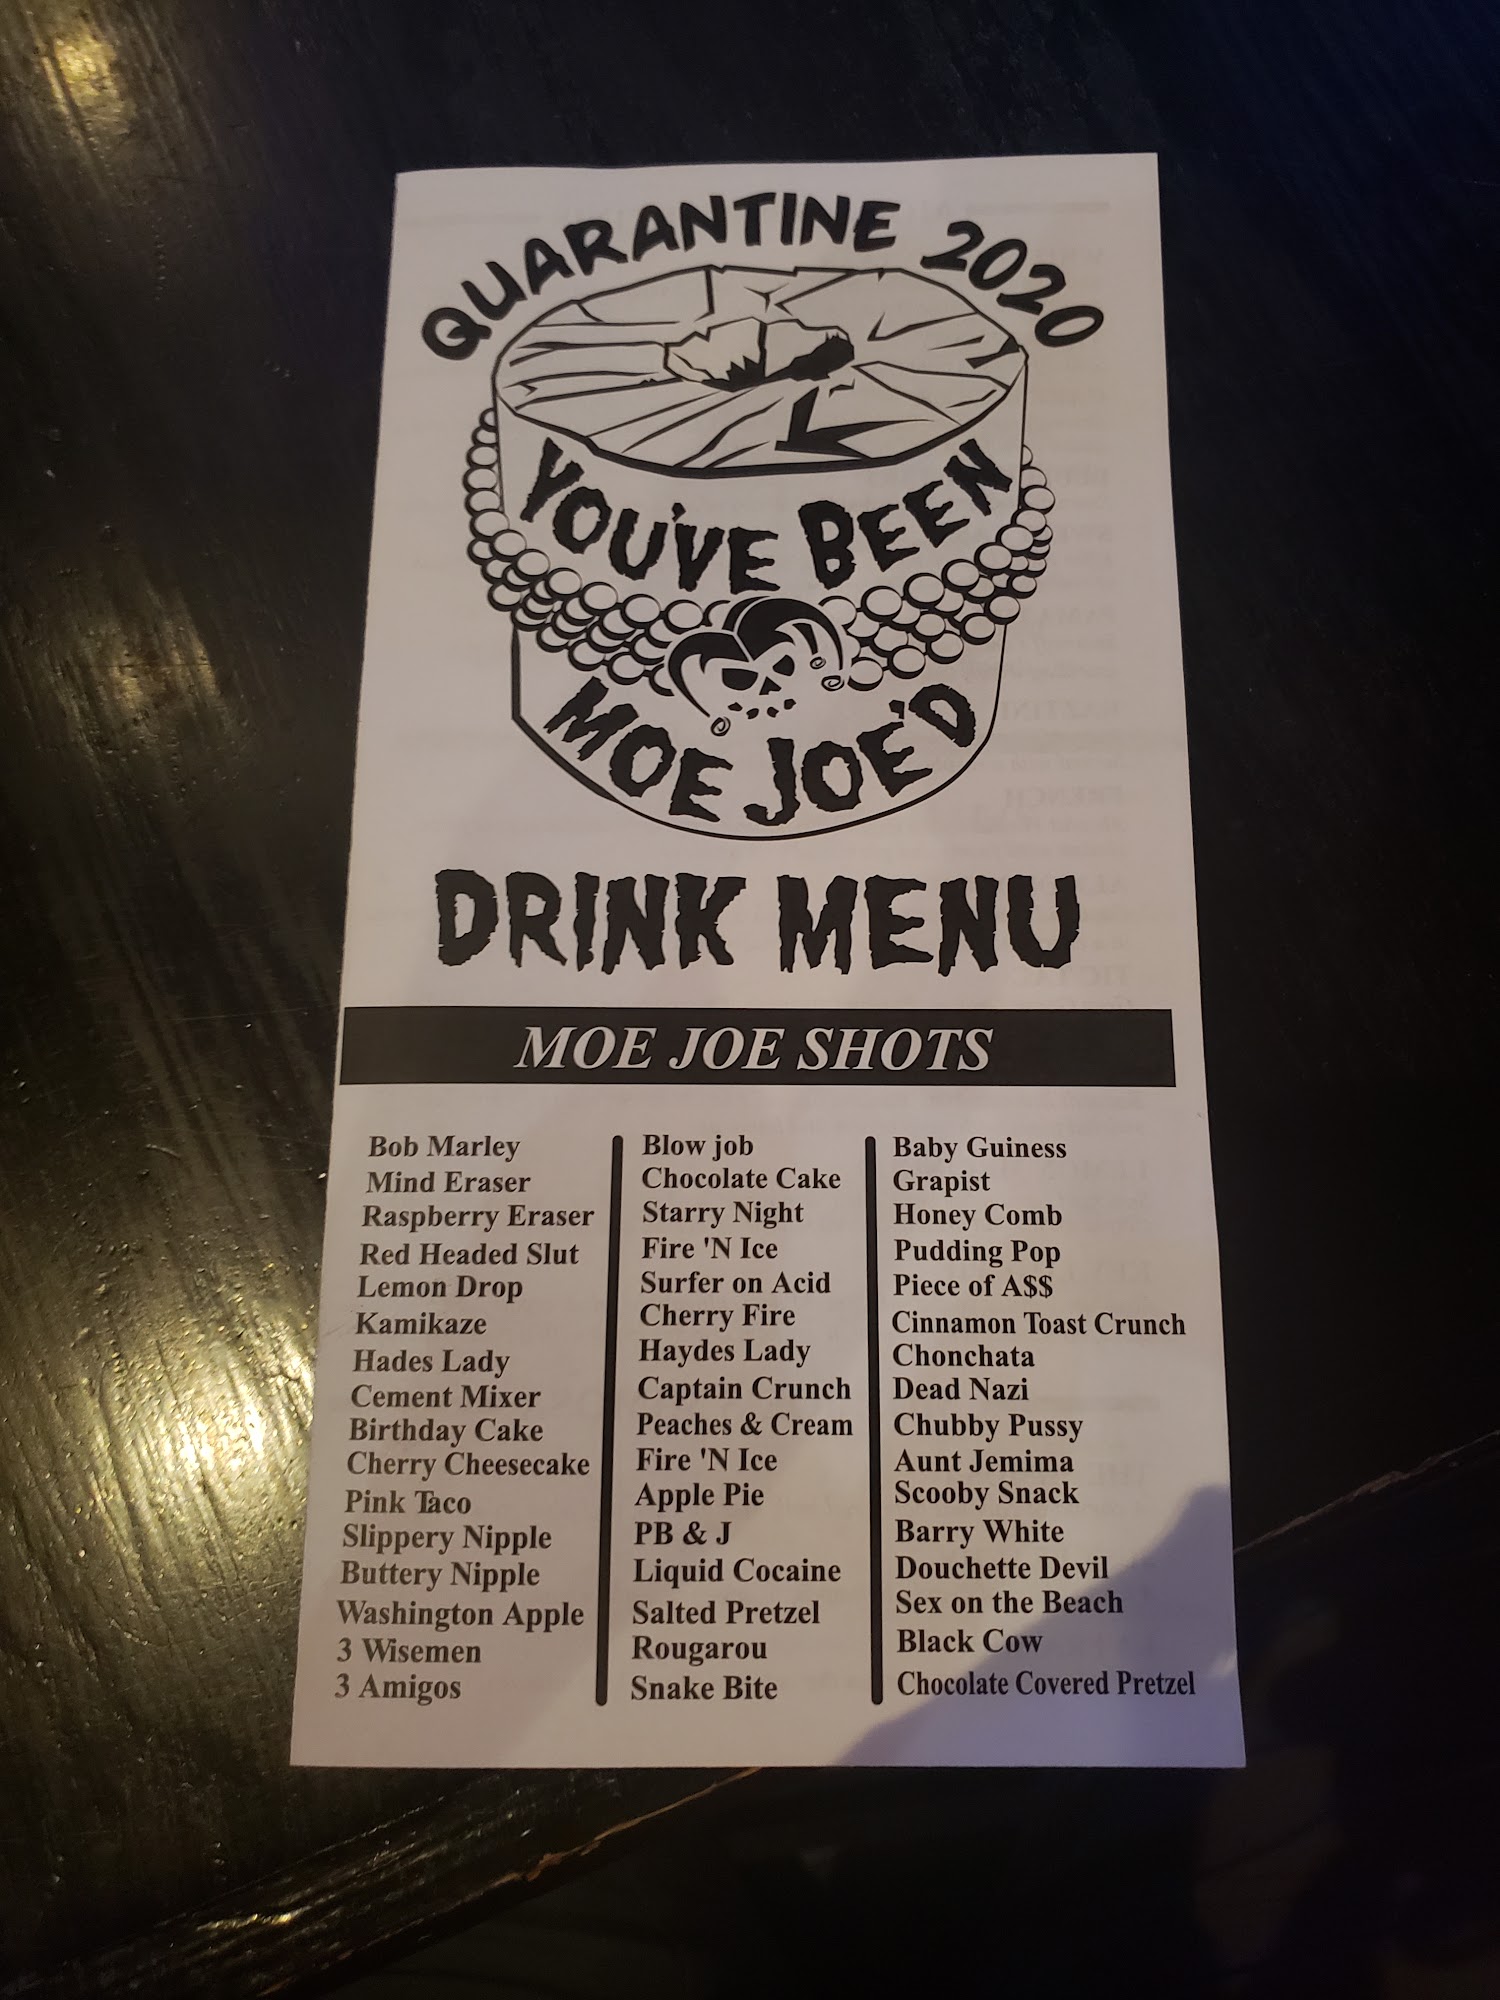 QUARANTINE 2020
YOU'VE BEEN
MOE JOE'D
DRINK MENU
MOE JOE SHOTS
Bob Marley
Mind Eraser
Raspberry Eraser
Red Headed Slut
Lemon Drop
Kamikaze
Hades Lady
Cement Mixer
Birthday Cake
Cherry Cheesecake
Pink Taco
Slippery Nipple
Buttery Nipple
Washington Apple
3 Wisemen
3 Amigos
Blow job
Chocolate Cake
Starry Night
Fire 'N Ice
Surfer on Acid
Cherry Fire
Haydes Lady
Captain Crunch
Peaches & Cream
Fire 'N Ice
Apple Pie
PB & J
Liquid Cocaine
Salted Pretzel
Rougarou
Snake Bite
Baby Guiness
Grapist
Honey Comb
Pudding Pop
Piece of A$$
Cinnamon Toast Crunch
Chonchata
Dead Nazi
Chubby Pussy
Aunt Jemima
Scooby Snack
Barry White
Douchette Devil
Sex on the Beach
Black Cow
Chocolate Covered Pretzel